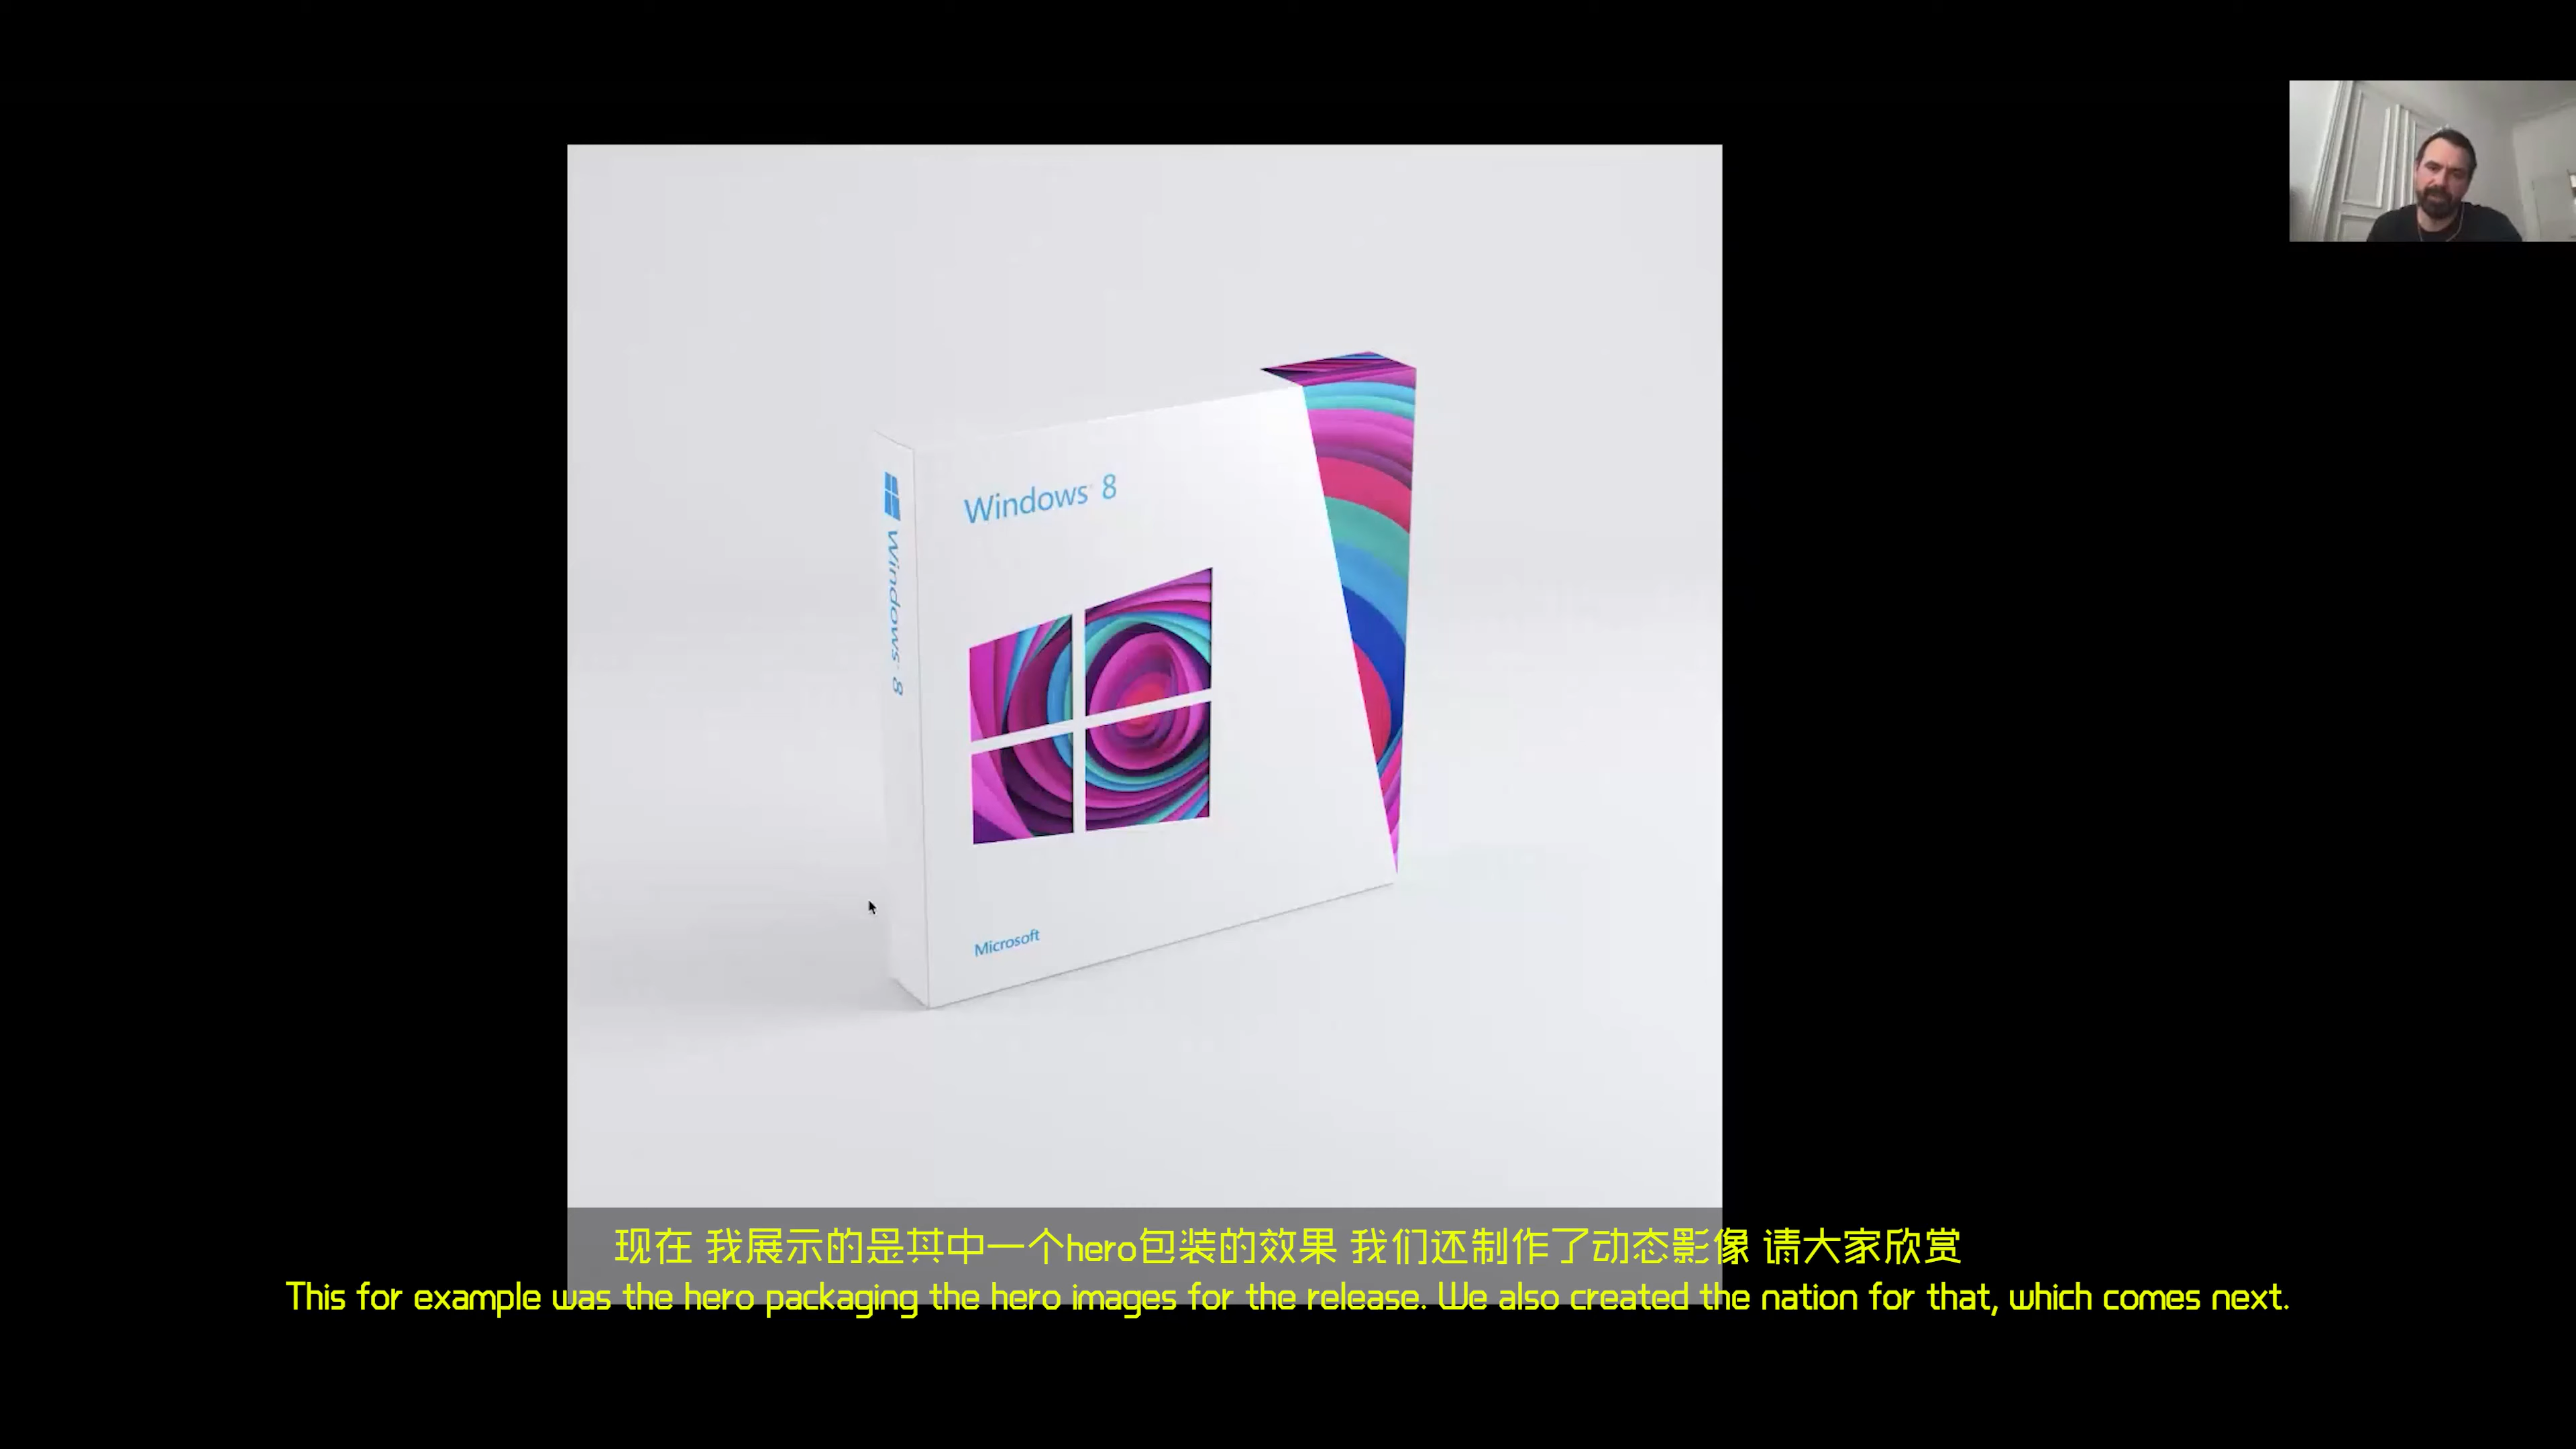 Windows 8
Windows 8
Microsoft
现在 我展示的是其中一个hero包装的效果 我们还制作了动态影像 请大家欣赏
This for example was the hero packaging the hero images for the release. We also created the nation for that, which comes next.